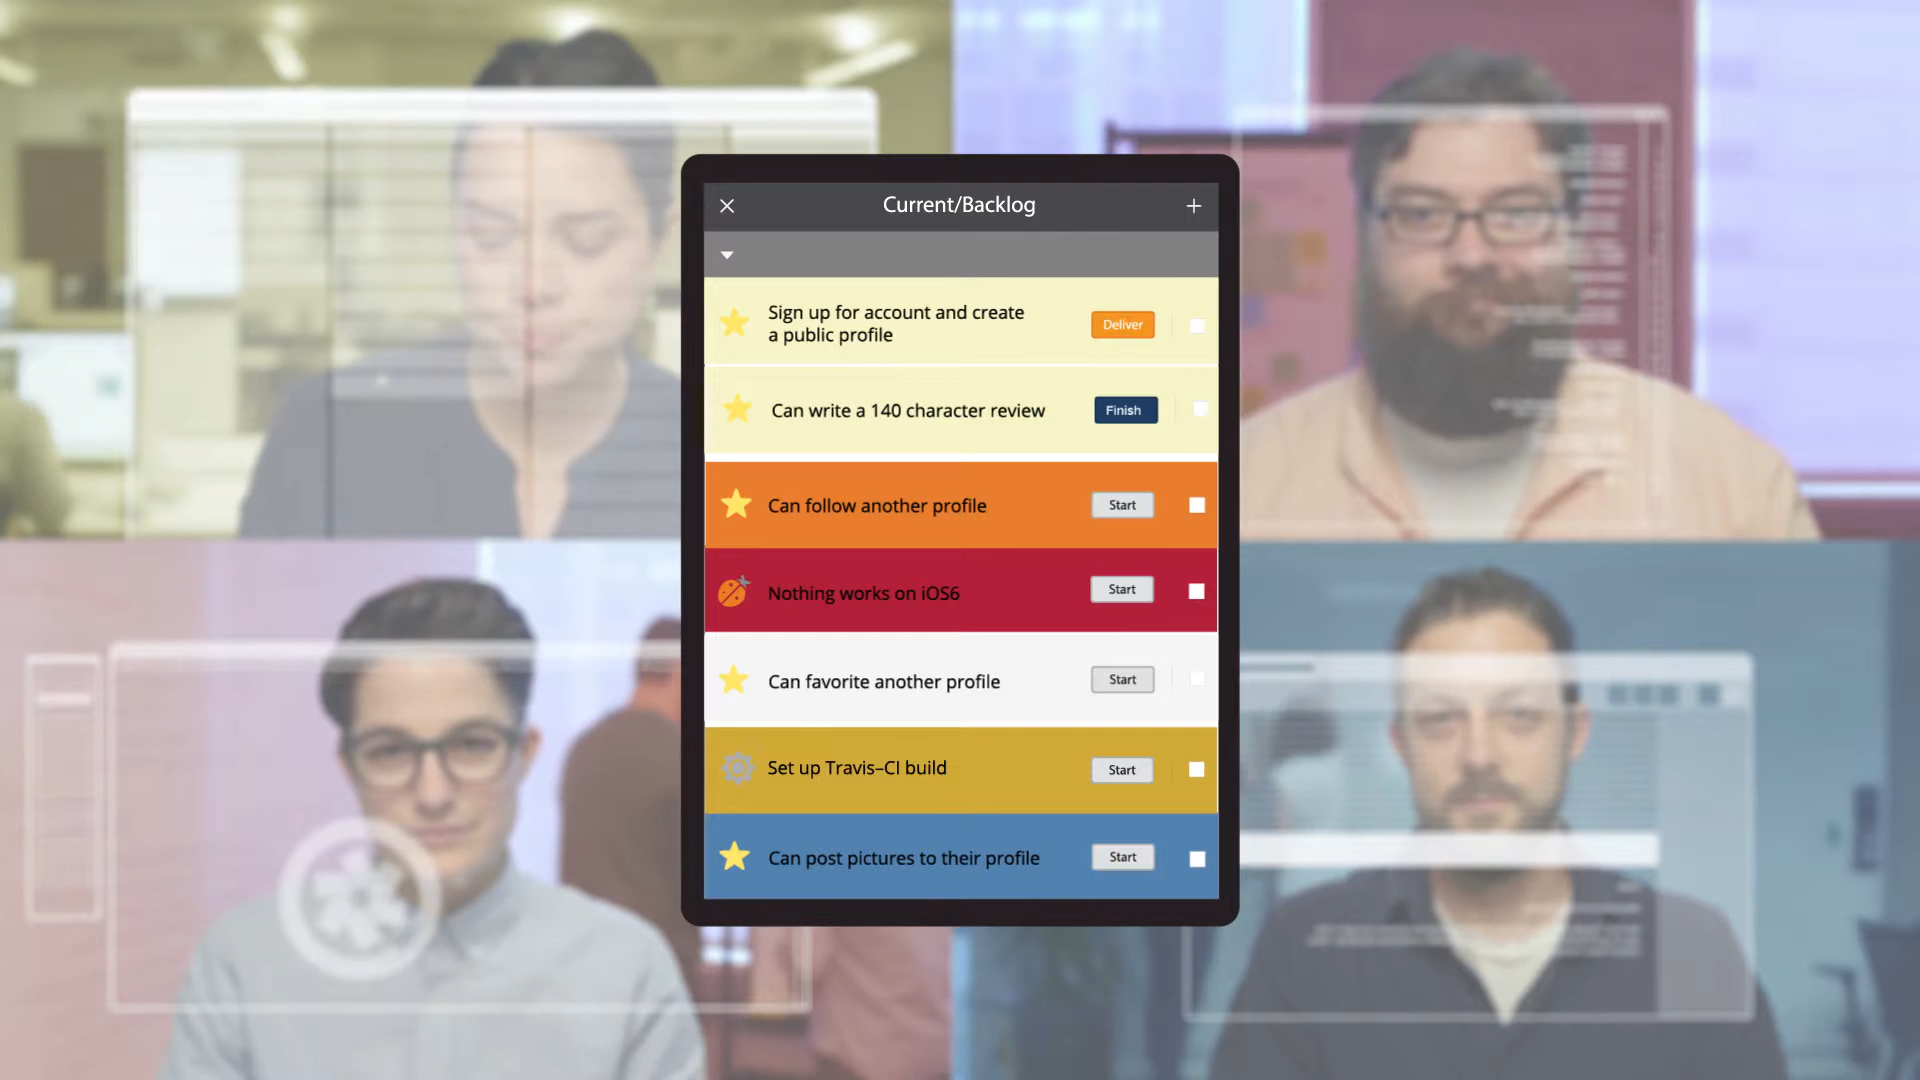 Current/Backlog
Sign up for account and create
a public profile
Deliver
Can write a 140 character review
Finish
Can follow another profile
Start
Nothing works on iOS6
Start
Can favorite another profile
Start
Set up Travis–CI build
Start
Can post pictures to their profile
Start